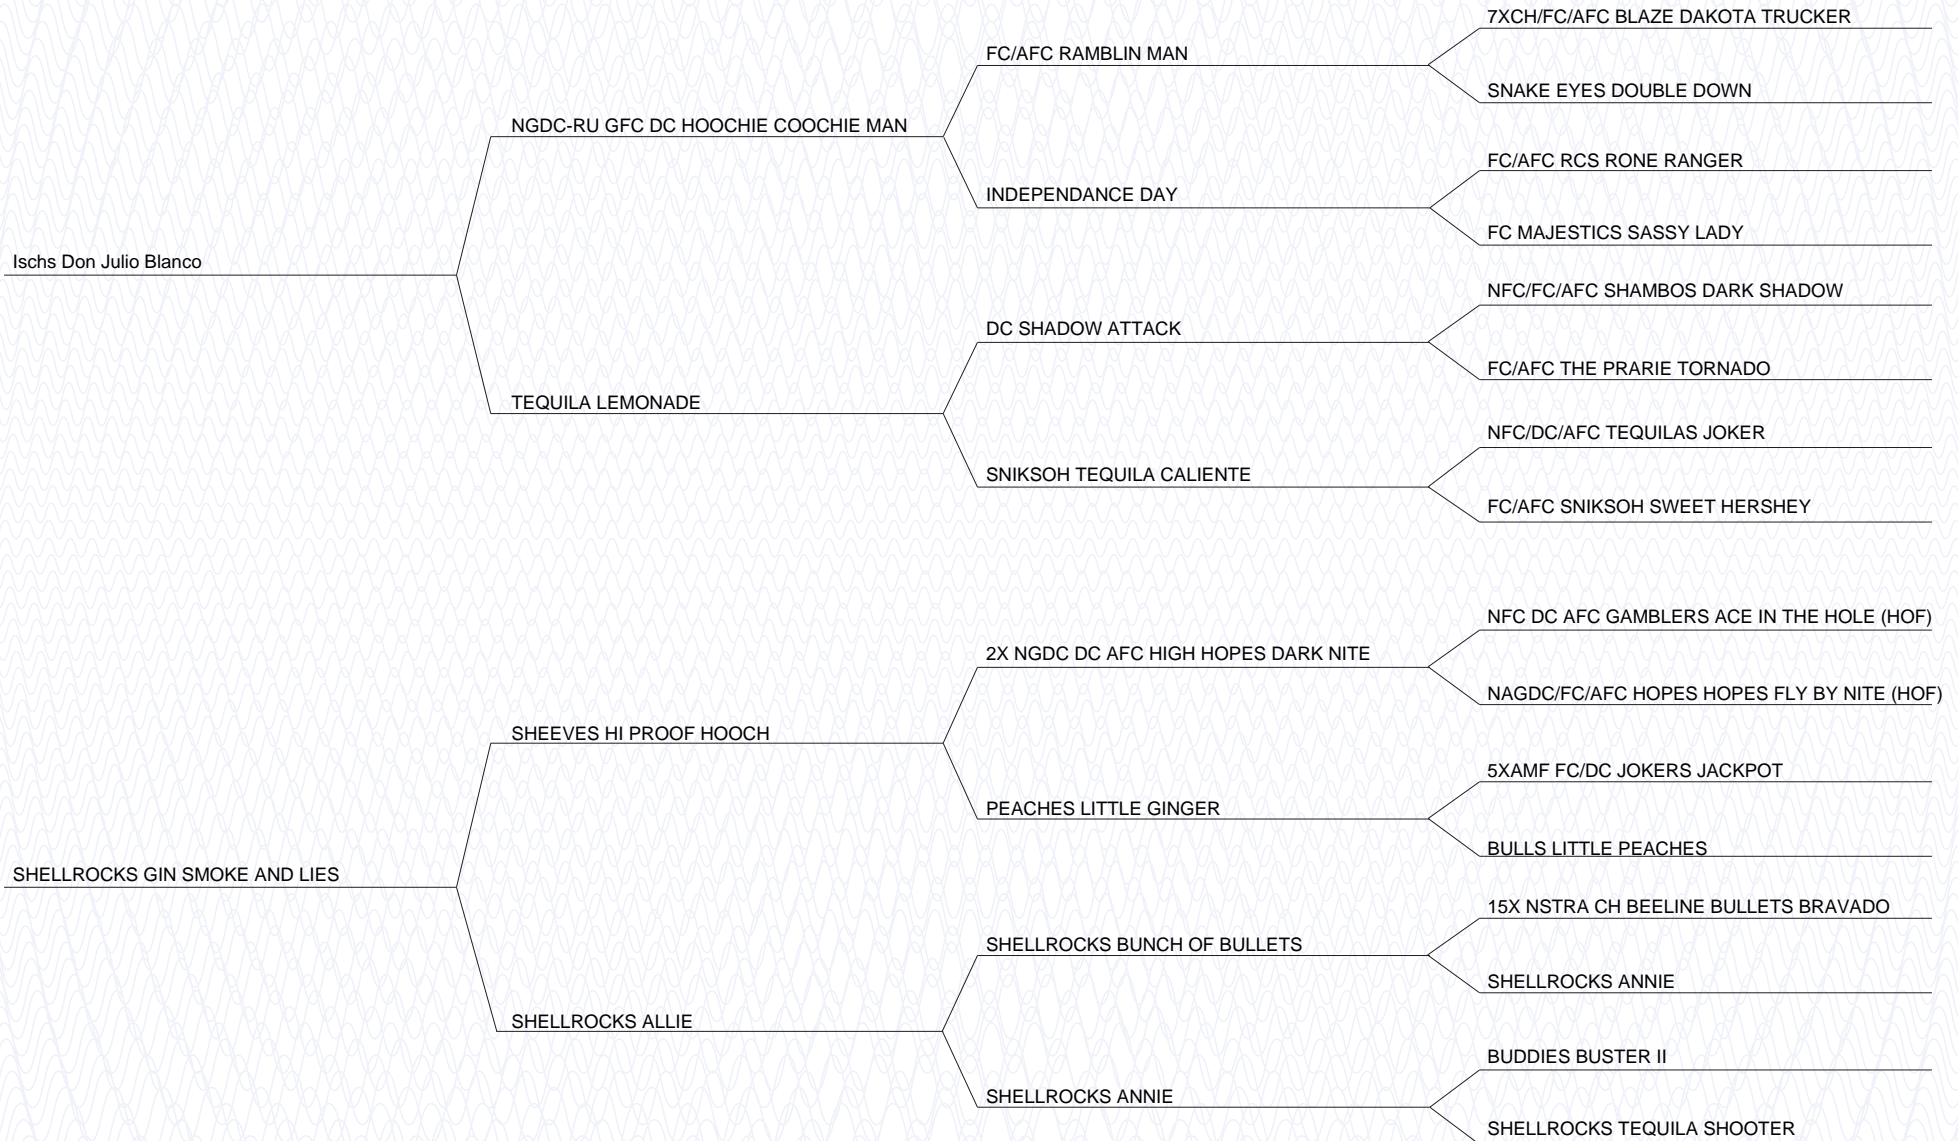 7XCH/FC/AFC BLAZE DAKOTA TRUCKER
FC/AFC RAMBLIN MAN
SNAKE EYES DOUBLE DOWN
NGDC-RU GFC DC HOOCHIE COOCHIE MAN
FC/AFC RCS RONE RANGER
INDEPENDANCE DAY
FC MAJESTICS SASSY LADY
Ischs Don Julio Blanco
NFC/FC/AFC SHAMBOS DARK SHADOW
DC SHADOW ATTACK
FC/AFC THE PRARIE TORNADO
TEQUILA LEMONADE
NFC/DC/AFC TEQUILAS JOKER
SNIKSOH TEQUILA CALIENTE
FC/AFC SNIKSOH SWEET HERSHEY
NFC DC AFC GAMBLERS ACE IN THE HOLE (HOF)
2X NGDC DC AFC HIGH HOPES DARK NITE
NAGDC/FC/AFC HOPES HOPES FLY BY NITE (HOF)
SHEEVES HI PROOF HOOCH
5XAMF FC/DC JOKERS JACKPOT
PEACHES LITTLE GINGER
BULLS LITTLE PEACHES
SHELLROCKS GIN SMOKE AND LIES
15X NSTRA CH BEELINE BULLETS BRAVADO
SHELLROCKS BUNCH OF BULLETS
SHELLROCKS ANNIE
SHELLROCKS ALLIE
BUDDIES BUSTER II
SHELLROCKS ANNIE
SHELLROCKS TEQUILA SHOOTER